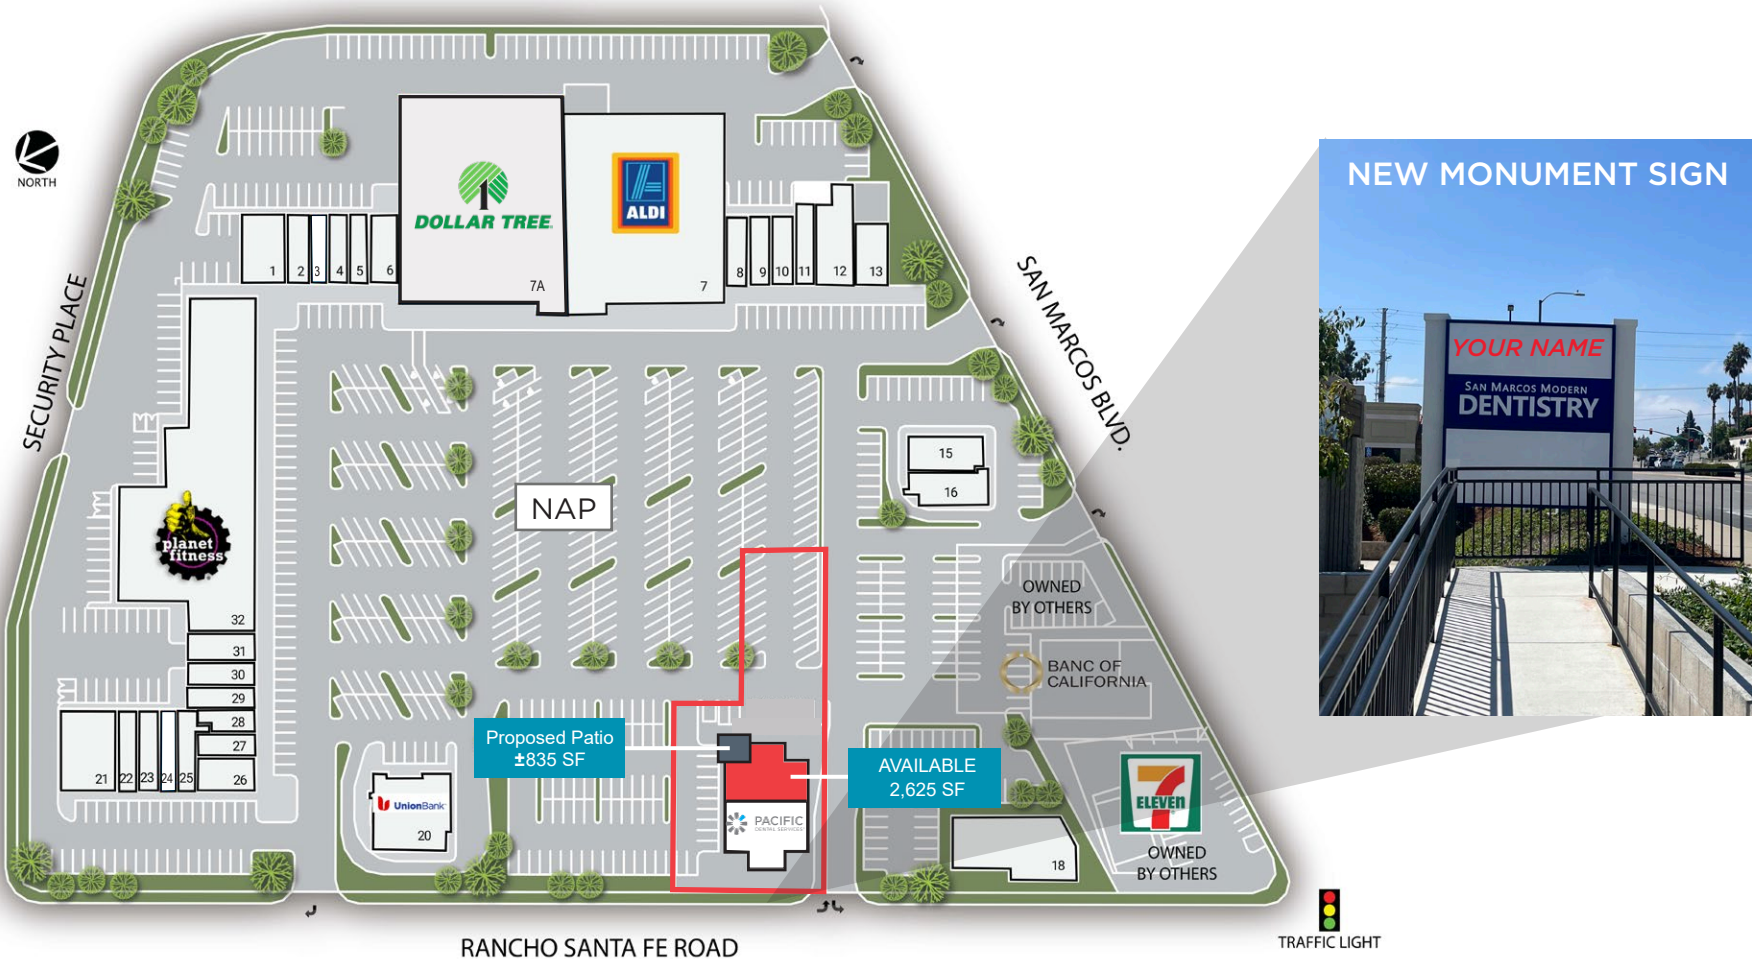 NORTH
SECURITY PLACE
DOLLAR TREE
ALDI
1
2
3
4
5
6
7A
7
8
9
10
11
12
13
SAN MARCOS BLVD.
NEW MONUMENT SIGN
YOUR NAME
SAN MARCOS MODERN
DENTISTRY
15
16
NAP
planet
fitness
32
31
30
29
28
27
26
21
22
23
24
25
OWNED
BY OTHERS
BANC OF
CALIFORNIA
Proposed Patio
±835 SF
AVAILABLE
2,625 SF
UnionBank
20
PACIFIC
DENTAL SERVICES
7
ELEVEN
OWNED
BY OTHERS
18
RANCHO SANTA FE ROAD
TRAFFIC LIGHT